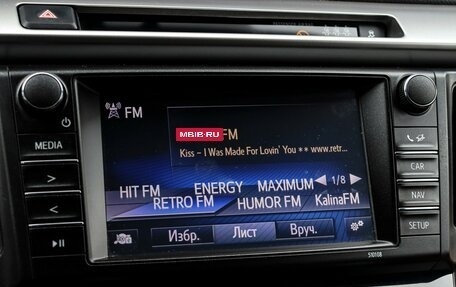 FM
MBIB.RU
FM
Kiss – I Was Made For Lovin' You ** www.retr...
1/8
HIT FM ENERGY MAXIMUM
RETRO FM HUMOR FM KalinaFM
Избр. Лист Вруч.
MEDIA
CAR
NAV
SETUP
510108